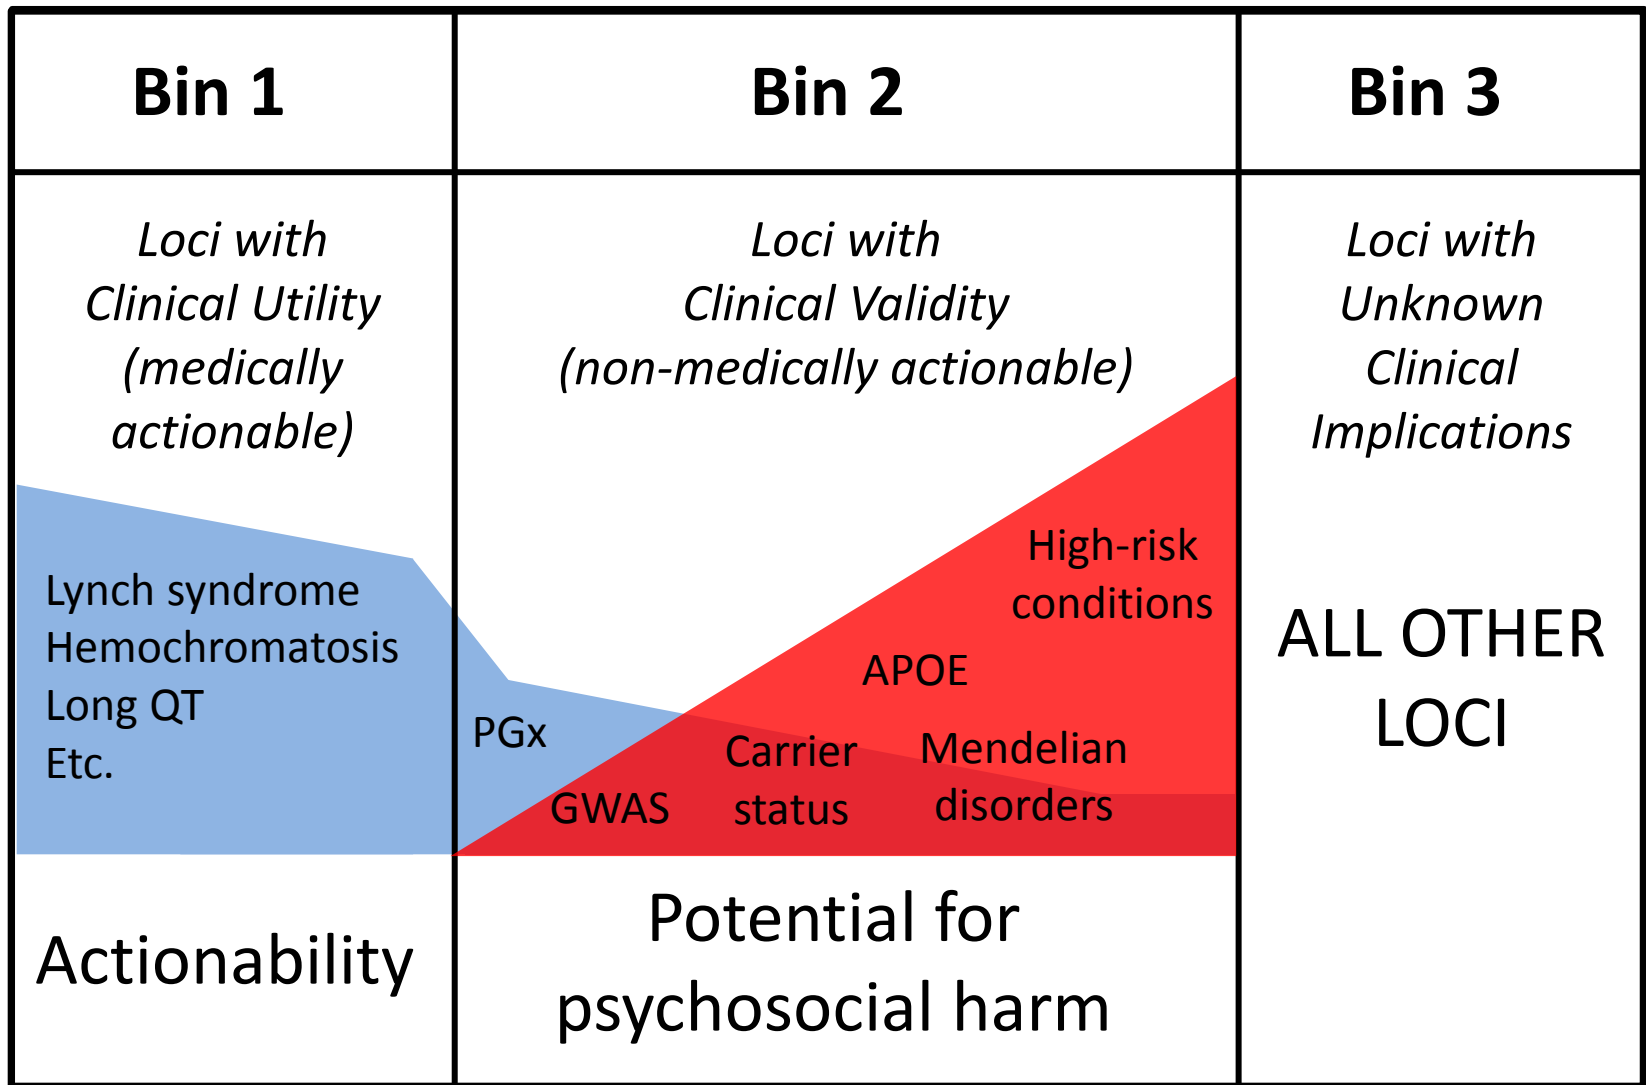 Bin 1
Bin 2
Bin 3
Loci with
Clinical Utility
(medically
actionable)
Loci with
Clinical Validity
(non-medically actionable)
Loci with
Unknown
Clinical
Implications
Lynch syndrome
Hemochromatosis
Long QT
Etc.
PGx
GWAS
Carrier
status
APOE
Mendelian
disorders
High-risk
conditions
ALL OTHER
LOCI
Actionability
Potential for
psychosocial harm